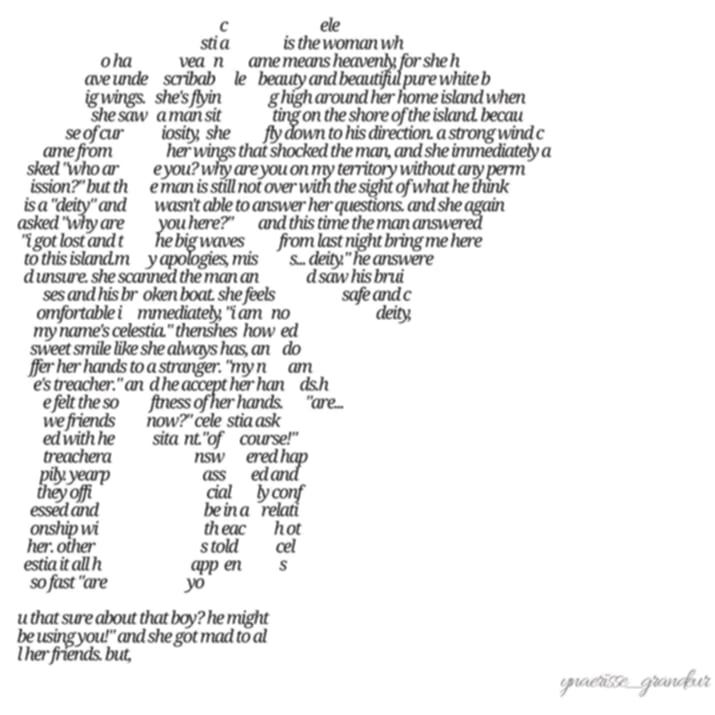 c ele
sti a is the woman wh
o ha vea n ame means heavenly, for she h
ave unde scribab le beauty and beautiful pure white b
ig wings. she's flyin g high around her home island when
she saw a man sit ting on the shore of the island. becau
se of cur iosity, she fly down to his direction. a strong wind c
ame from her wings that shocked the man, and she immediately a
sked "who ar e you? why are you on my territory without any perm
ission?" but th e man is still not over with the sight of what he think
is a "deity" and wasn't able to answer her questions. and she again
asked "why are you here?" and this time the man answered
"i got lost and t he big waves from last night bring me here
to this island.m y apologies, mis s... deity." he answere
d unsure. she scanned the man an d saw his brui
ses and his br oken boat. she feels safe and c
omfortable i mmediately, "i am no deity,
my name's celestia." thenshes how ed
sweet smile like she always has, an do
ffer her hands to a stranger. "my n am
e's treacher." an d he accept her han ds.h
e felt the so ftness of her hands. "are...
we friends now?" cele stia ask
ed with he sita nt."of course!"
treachera nsw ered hap
pily. yearp ass ed and
they offi cial ly conf
essed and be in a relati
onship wi th eac h ot
her. other s told cel
estia it all h app en s
so fast "are yo
u that sure about that boy? he might
be using you!" and she got mad to al
l her friends. but,
ynaerisse_grandeur